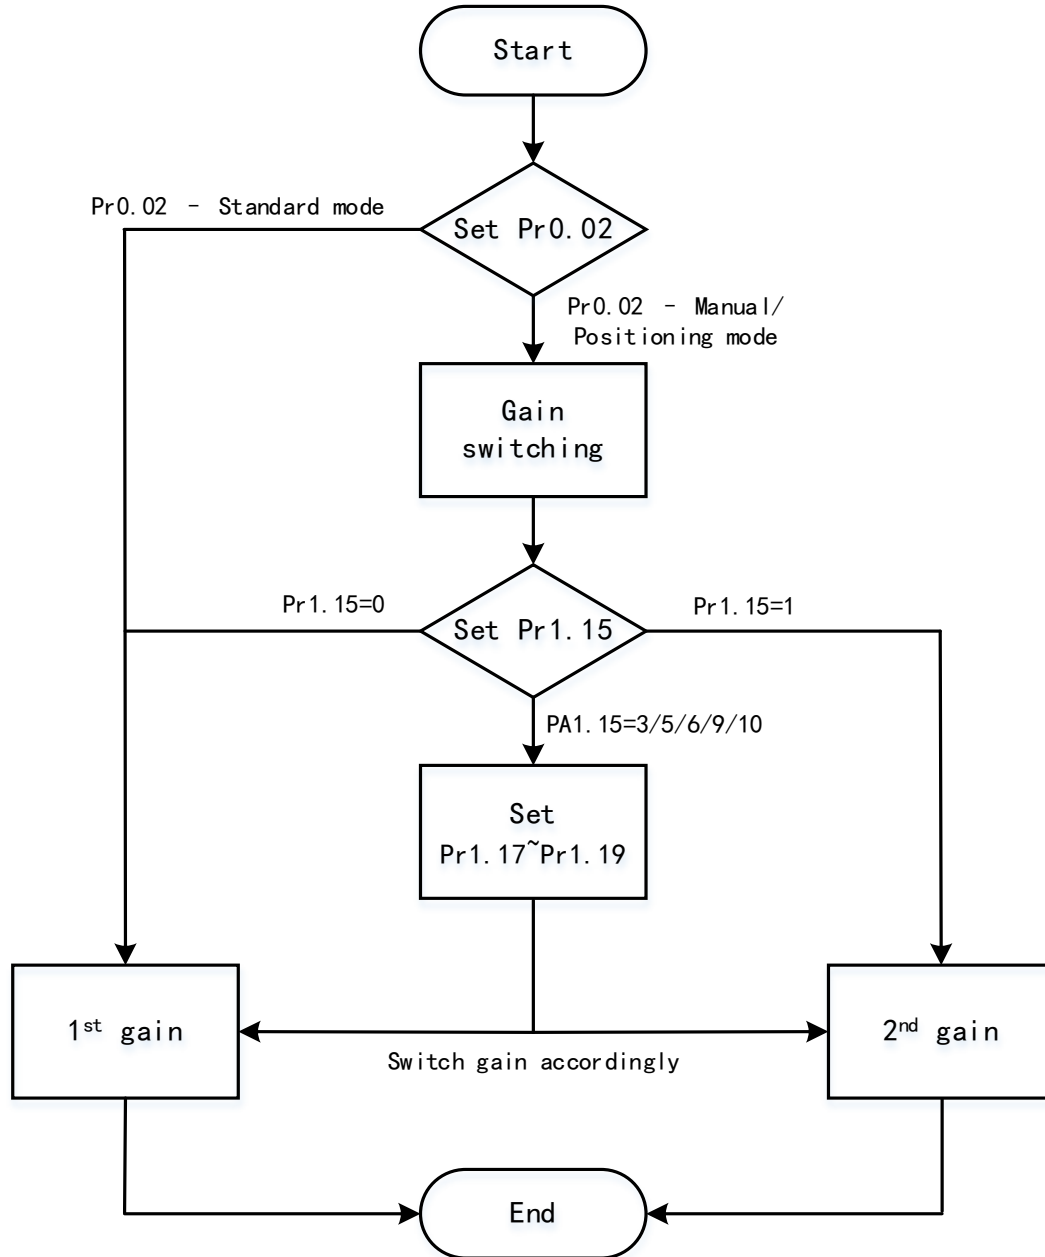 Start
Pr0.02 - Standard mode
Set Pr0.02
Pr0.02 - Manual/
Positioning mode
Gain
switching
Pr1.15=0
Set Pr1.15
Pr1.15=1
PA1.15=3/5/6/9/10
Set
Pr1.17~Pr1.19
1st gain
2nd gain
Switch gain accordingly
End